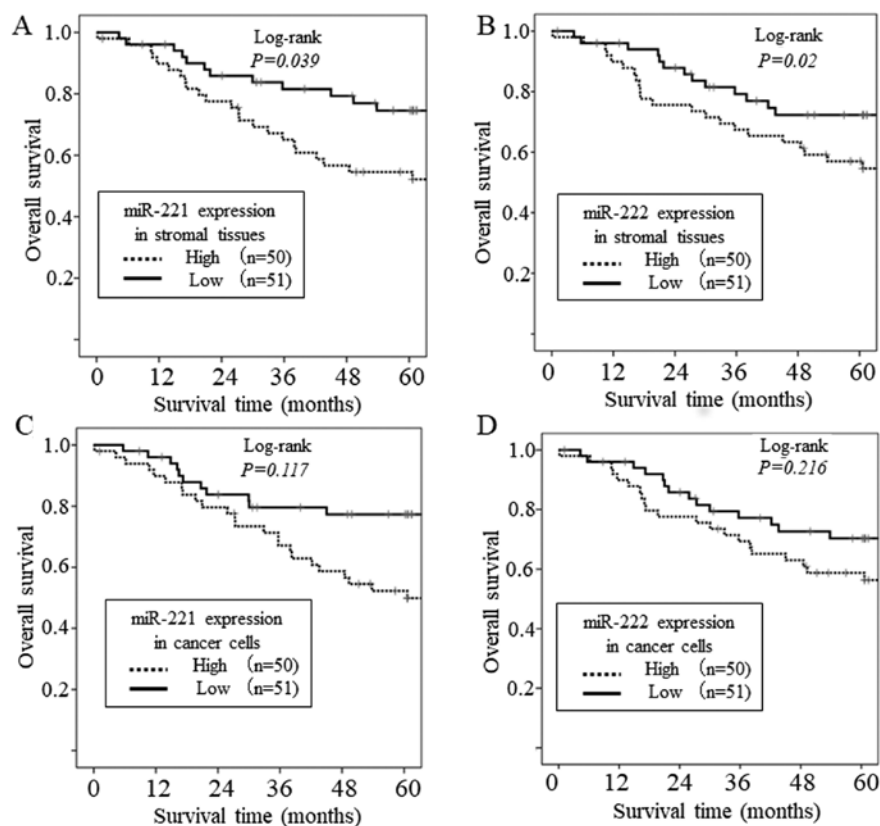 A
Log-rank
P=0.039
1.0
0.8
0.6
0.4
0.2
Overall survival
miR-221 expression
in stromal tissues
High (n=50)
Low (n=51)
0 12 24 36 48 60
Survival time (months)
B
Log-rank
P=0.02
1.0
0.8
0.6
0.4
0.2
Overall survival
miR-222 expression
in stromal tissues
High (n=50)
Low (n=51)
0 12 24 36 48 60
Survival time (months)
C
Log-rank
P=0.117
1.0
0.8
0.6
0.4
0.2
Overall survival
miR-221 expression
in cancer cells
High (n=50)
Low (n=51)
0 12 24 36 48 60
Survival time (months)
D
Log-rank
P=0.216
1.0
0.8
0.6
0.4
0.2
Overall survival
miR-222 expression
in cancer cells
High (n=50)
Low (n=51)
0 12 24 36 48 60
Survival time (months)